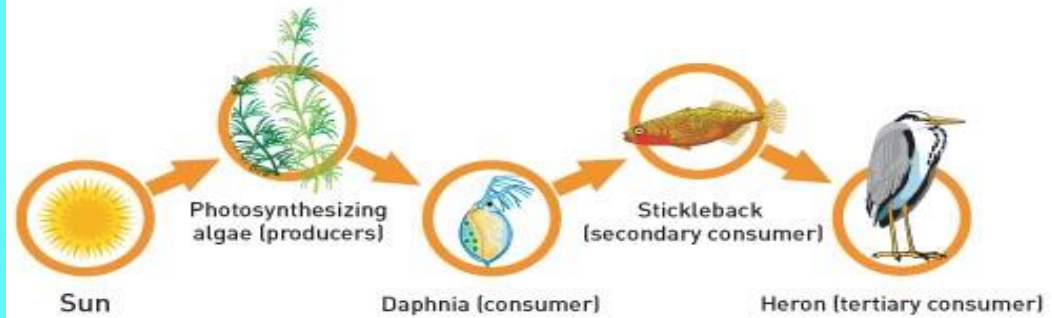 Sun
Photosynthesizing
algae (producers)
Daphnia (consumer)
Stickleback
(secondary consumer)
Heron (tertiary consumer)